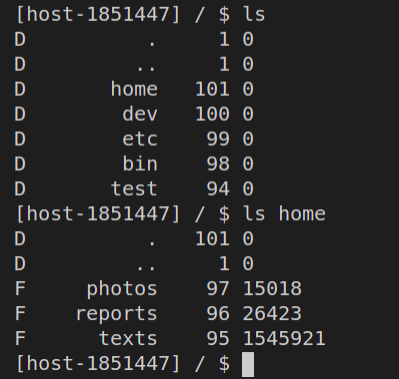 [host-1851447] / $ ls
D . 1 0
D .. 1 0
D home 101 0
D dev 100 0
D etc 99 0
D bin 98 0
D test 94 0
[host-1851447] / $ ls home
D . 101 0
D .. 1 0
F photos 97 15018
F reports 96 26423
F texts 95 1545921
[host-1851447] / $